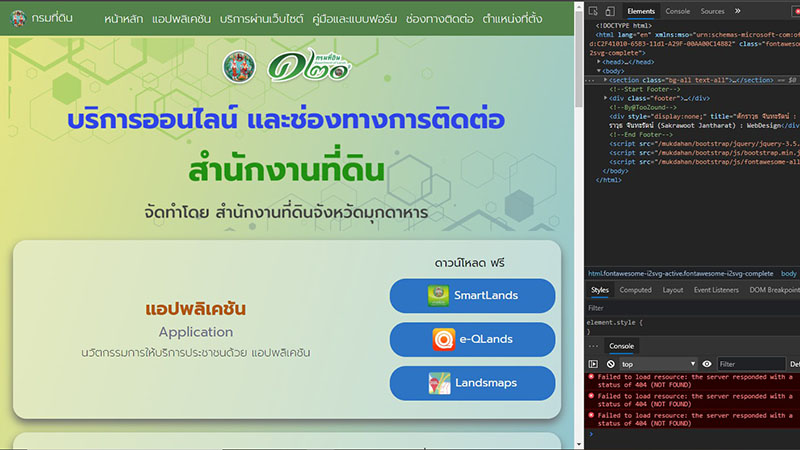 กรมที่ดิน
หน้าหลัก แอปพลิเคชัน บริการผ่านเว็บไซต์ คู่มือและแบบฟอร์ม ช่องทางติดต่อ ตำแหน่งที่ตั้ง
กรมที่ดิน
๑๒๑
บริการออนไลน์ และช่องทางการติดต่อ
สำนักงานที่ดิน
จัดทำโดย สำนักงานที่ดินจังหวัดมุกดาหาร
แอปพลิเคชัน
Application
นวัตกรรมการให้บริการประชาชนด้วย แอปพลิเคชัน
ดาวน์โหลด ฟรี
SmartLands
e-QLands
Landsmaps
Elements Console Sources »
<!DOCTYPE html>
<html lang="en" xmlns:mso="urn:schemas-microsoft-com:of
d:C2F41010-65B3-11d1-A29F-00AA00C14882" class="fontaweso
2svg-complete">
<head>…</head>
<body>
<section class="bg-all text-all">…</section> == $0
<!--Start Footer-->
<div class="footer">…</div>
<!--By@TooZound-->
<div style="display:none;" title="ศักราวุธ จันทรัตน์ :
ราวุธ จันทรัตน์ (Sakrawoot Jantharat) : WebDesign</div>
<!--End Footer-->
<script src="/mukdahan/bootstrap/jquery/jquery-3.5.
<script src="/mukdahan/bootstrap/js/bootstrap.min.j
<script src="/mukdahan/bootstrap/js/fontawesome-all
</body>
</html>
html.fontawesome-i2svg-active.fontawesome-i2svg-complete body
Styles Computed Layout Event Listeners DOM Breakpoint
Filter
element.style {
}
Console
top Filter Def
Failed to load resource: the server responded with a
status of 404 (NOT FOUND)
Failed to load resource: the server responded with a
status of 404 (NOT FOUND)
Failed to load resource: the server responded with a
status of 404 (NOT FOUND)